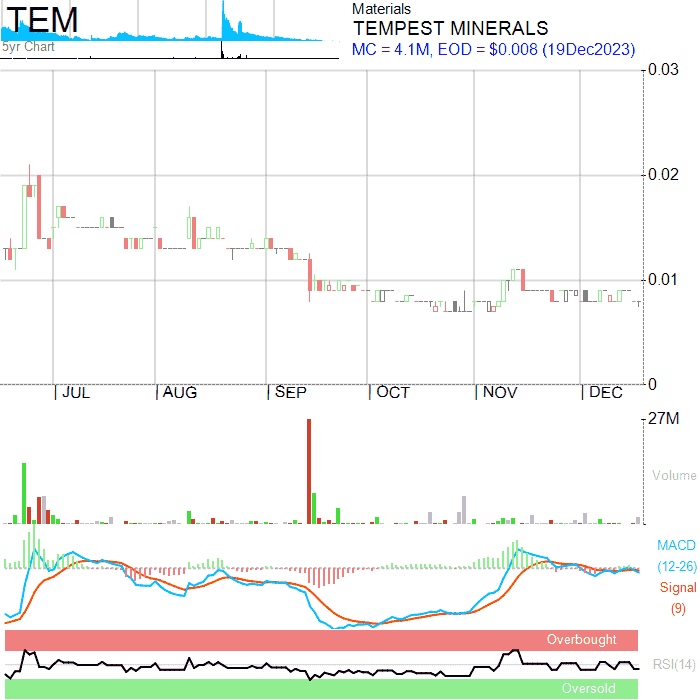 TEM
5yr Chart
Materials
TEMPEST MINERALS
MC = 4.1M, EOD = $0.008 (19Dec2023)
0.03
0.02
0.01
0
JUL AUG SEP OCT NOV DEC
27M
Volume
MACD
(12-26)
Signal
(9)
Overbought
RSI(14)
Oversold